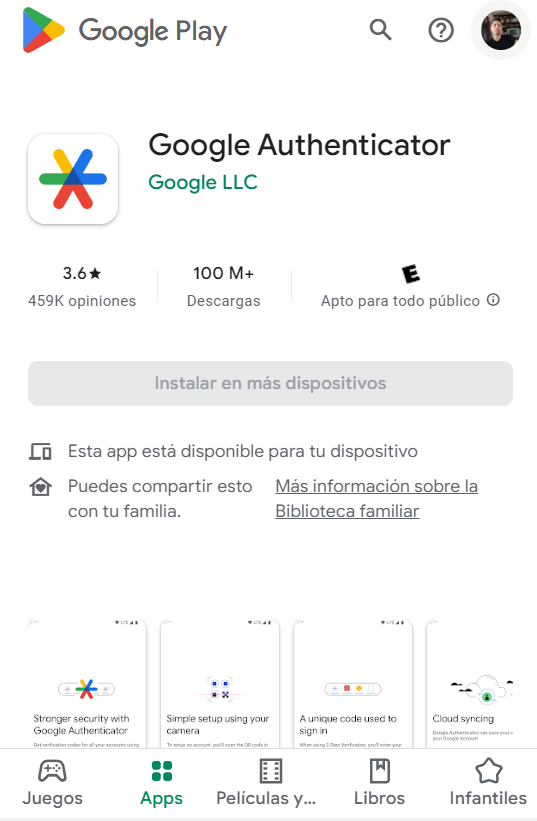 Google Play
Google Authenticator
Google LLC
3.6★
459K opiniones
100 M+
Descargas
E
Apto para todo público
Instalar en más dispositivos
Esta app está disponible para tu dispositivo
Puedes compartir esto
con tu familia.
Más información sobre la
Biblioteca familiar
LTE
Stronger security with
Google Authenticator
Get verification codes for all your accounts using
LTE
Simple setup using your
camera
To setup an account, you'll scan the QR code in
LTE
A unique code used to
sign in
When using 2-Step Verification, you'll enter your
Cloud syncing
Google Authenticator can save your c
your Google Account
Juegos
Apps
Películas y...
Libros
Infantiles